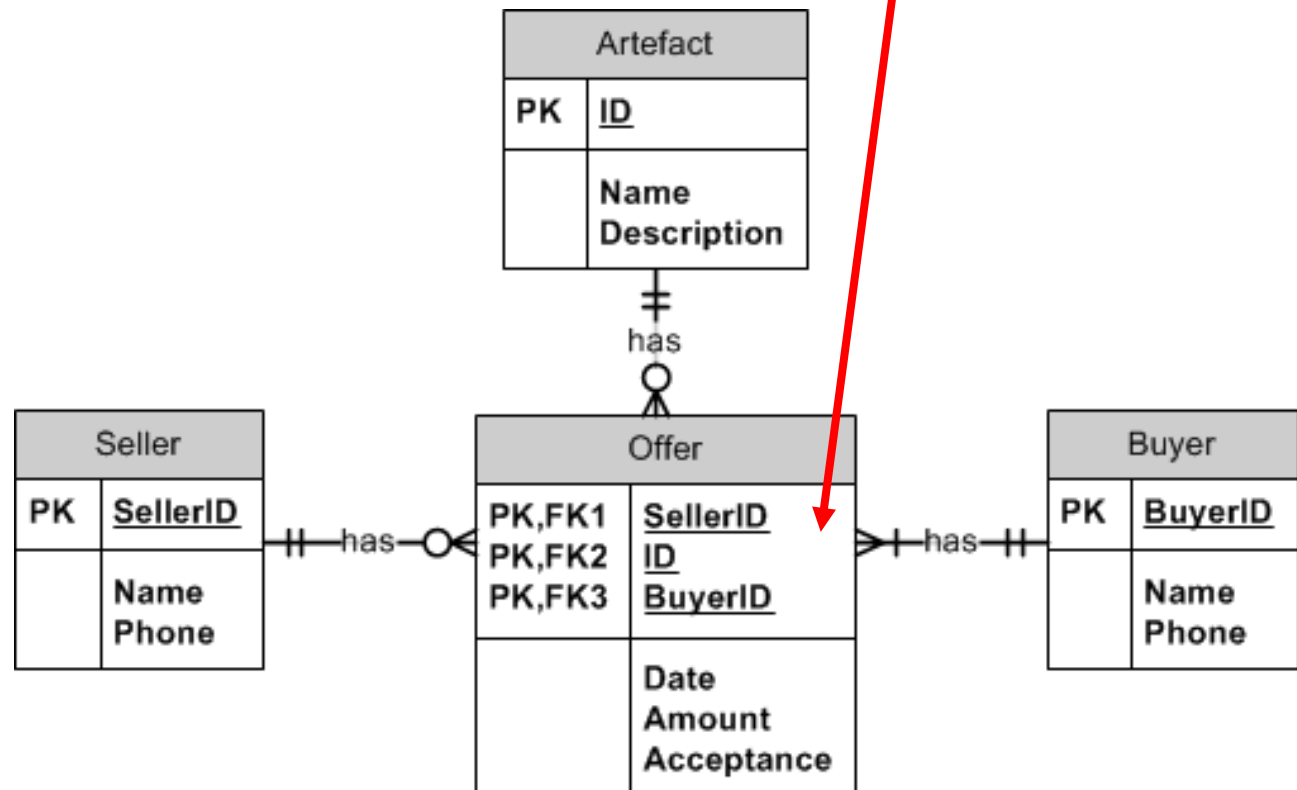 Artefact
PK ID
Name
Description
has
Seller
PK SellerID
Name
Phone
has
Offer
PK,FK1 SellerID
PK,FK2 ID
PK,FK3 BuyerID
Date
Amount
Acceptance
has
Buyer
PK BuyerID
Name
Phone